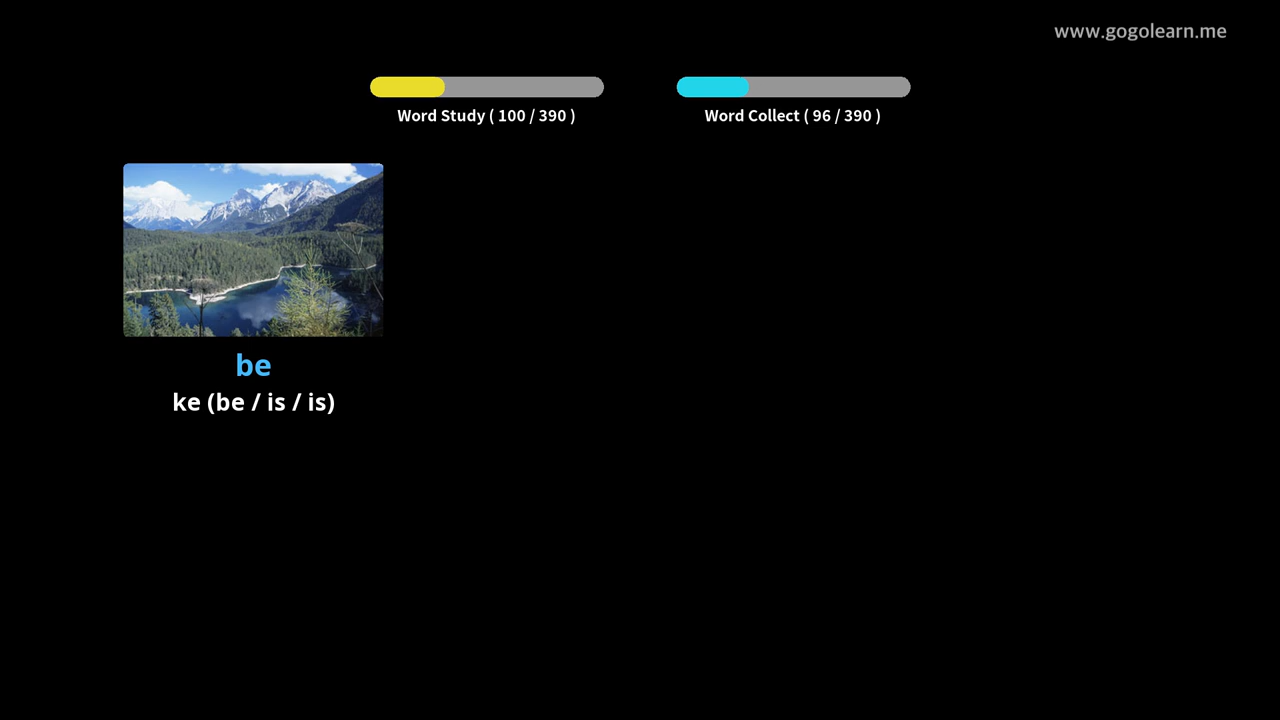 www.gogolearn.me
Word Study ( 100 / 390 )
Word Collect ( 96 / 390 )
be
ke (be / is / is)